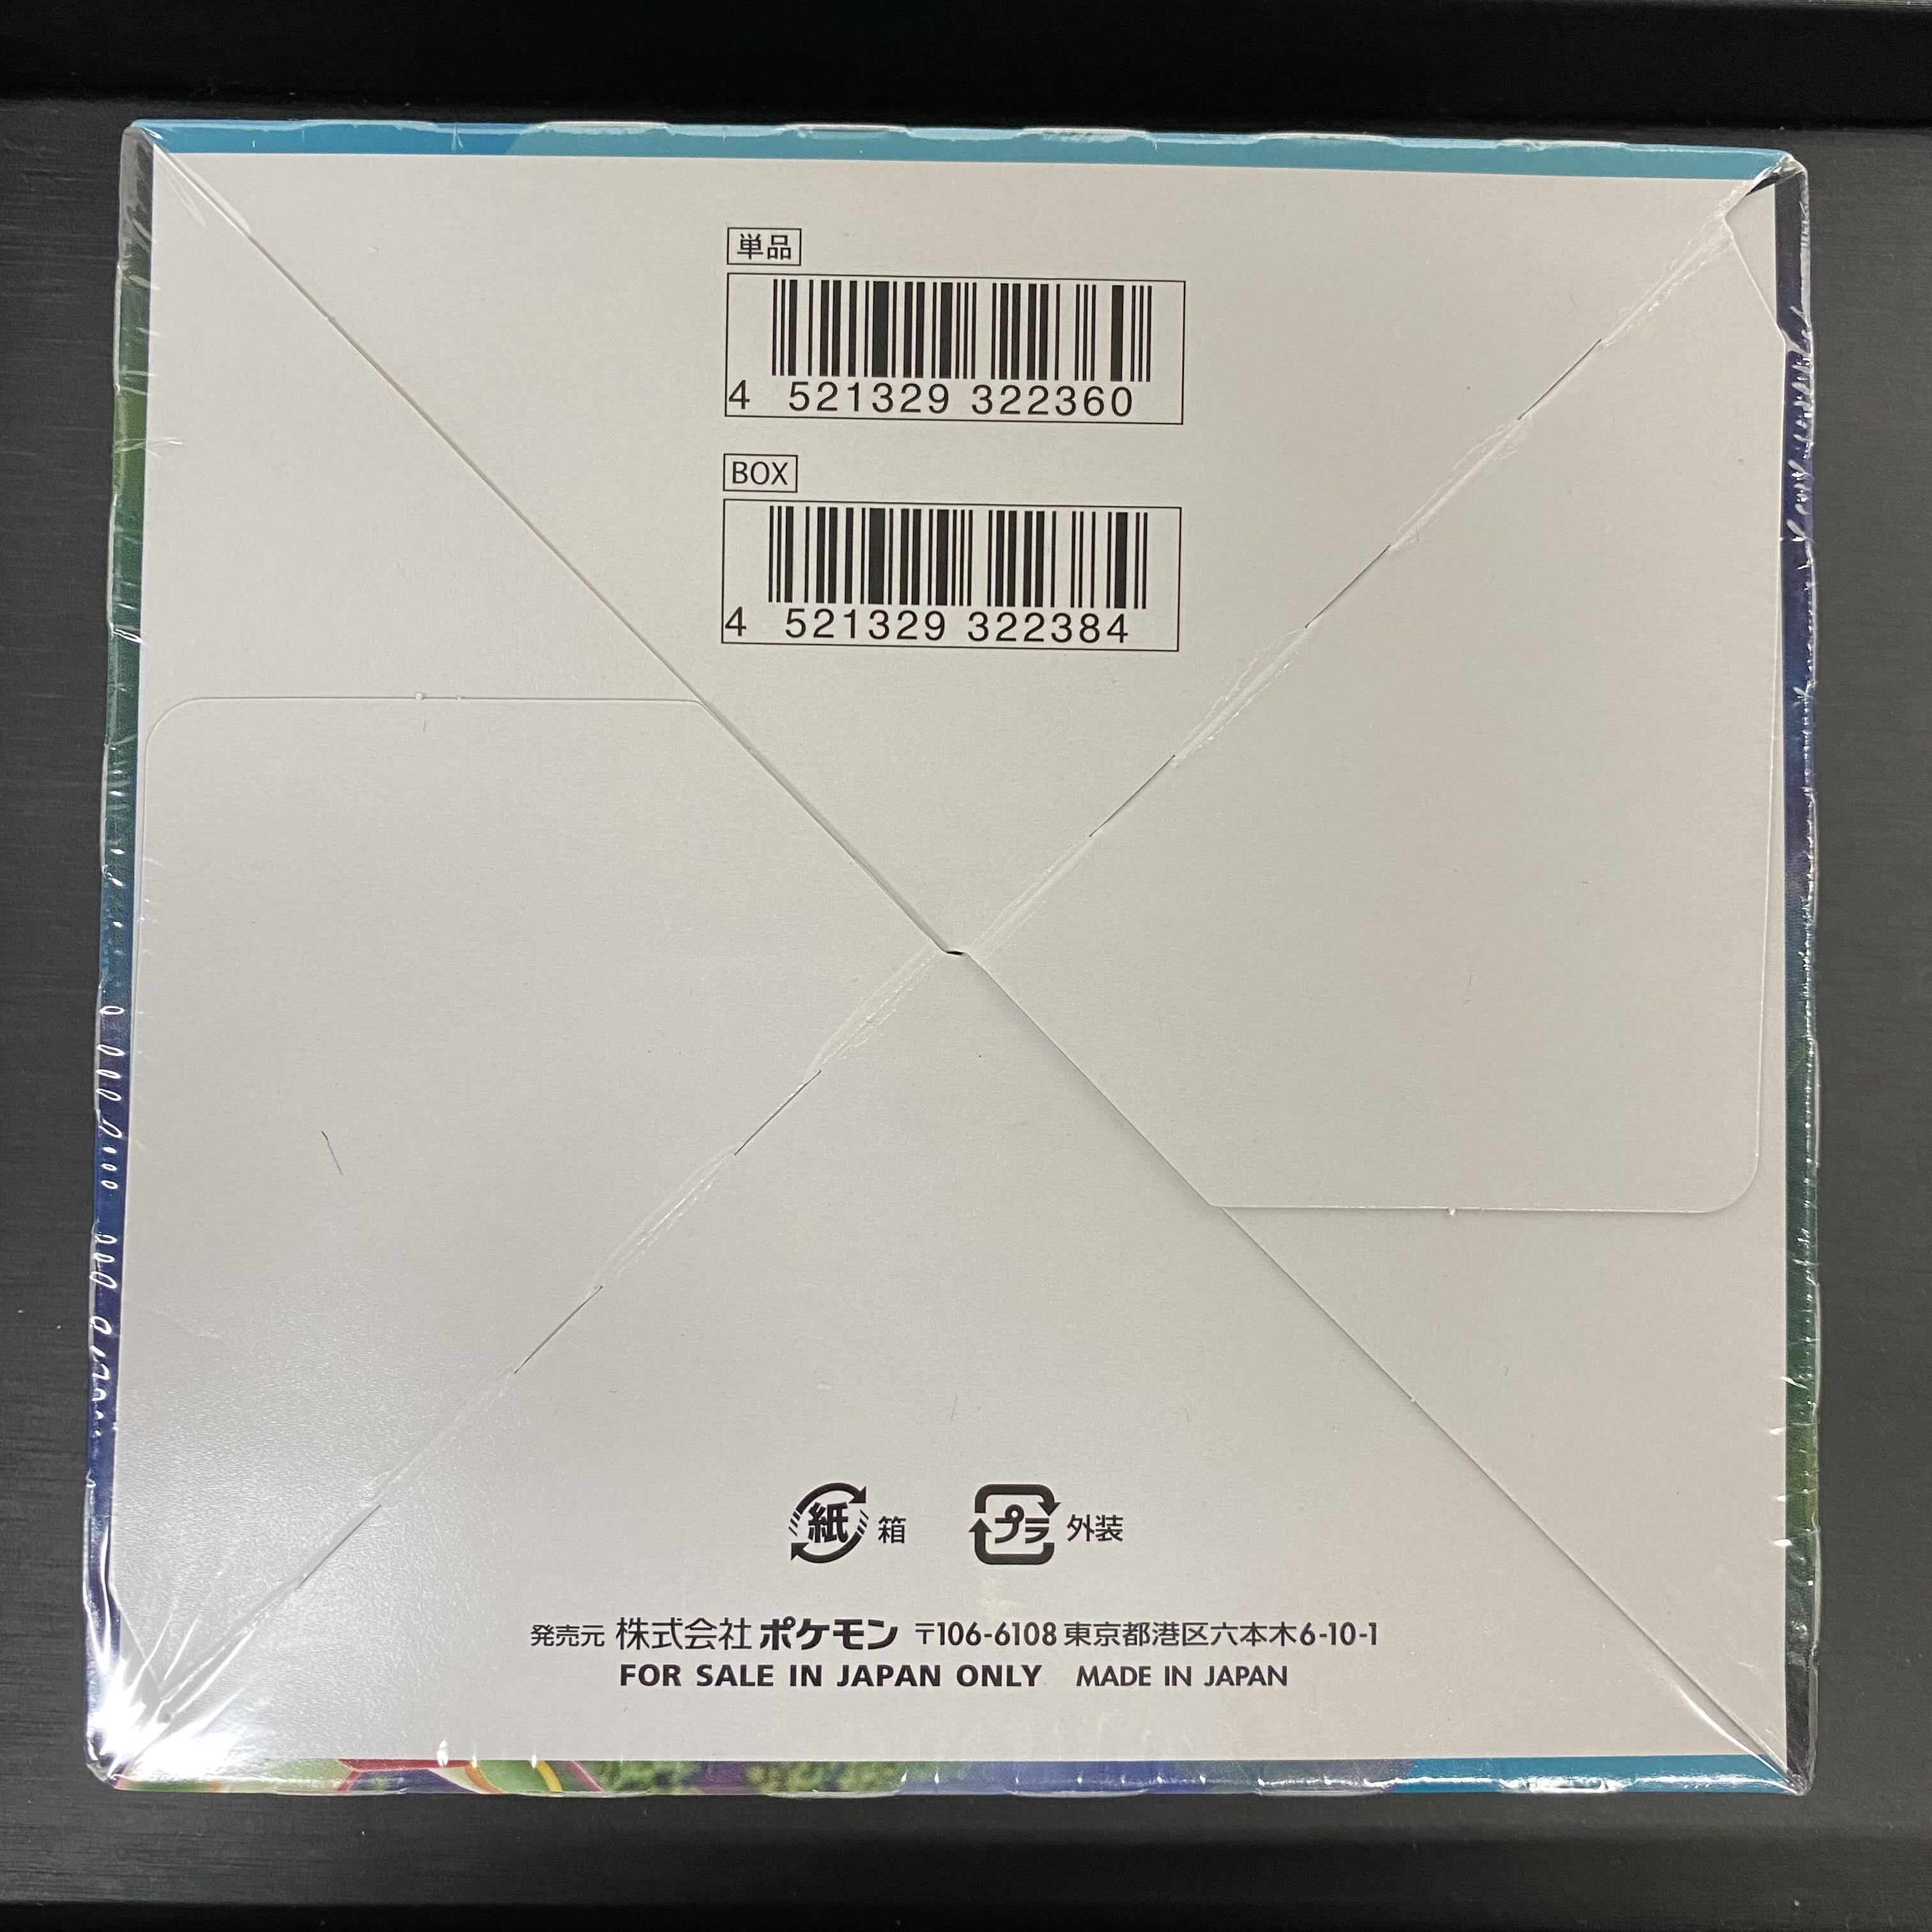 単品
4 521329 322360
BOX
4 521329 322384
紙 箱 プラ 外装
発売元 株式会社ポケモン 〒106-6108 東京都港区六本木6-10-1
FOR SALE IN JAPAN ONLY MADE IN JAPAN